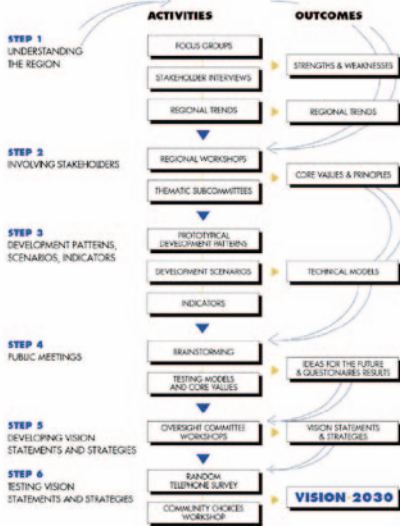 ACTIVITIES OUTCOMES
STEP 1
UNDERSTANDING
THE REGION
FOCUS GROUPS
STAKEHOLDER INTERVIEWS
STRENGTHS & WEAKNESSES
REGIONAL TRENDS
REGIONAL TRENDS
STEP 2
INVOLVING STAKEHOLDERS
REGIONAL WORKSHOPS
THEMATIC SUBCOMMITTEES
CORE VALUES & PRINCIPLES
STEP 3
DEVELOPMENT PATTERNS,
SCENARIOS, INDICATORS
PROTOTYPICAL
DEVELOPMENT PATTERNS
DEVELOPMENT SCENARIOS
TECHNICAL MODELS
INDICATORS
STEP 4
PUBLIC MEETINGS
BRAINSTORMING
TESTING MODELS
AND CORE VALUES
IDEAS FOR THE FUTURE
& QUESTIONAIRES RESULTS
STEP 5
DEVELOPING VISION
STATEMENTS AND STRATEGIES
OVERSIGHT COMMITTEE
WORKSHOPS
VISION STATEMENTS
& STRATEGIES
STEP 6
TESTING VISION
STATEMENTS AND STRATEGIES
RANDOM
TELEPHONE SURVEY
COMMUNITY CHOICES
WORKSHOP
VISION 2030